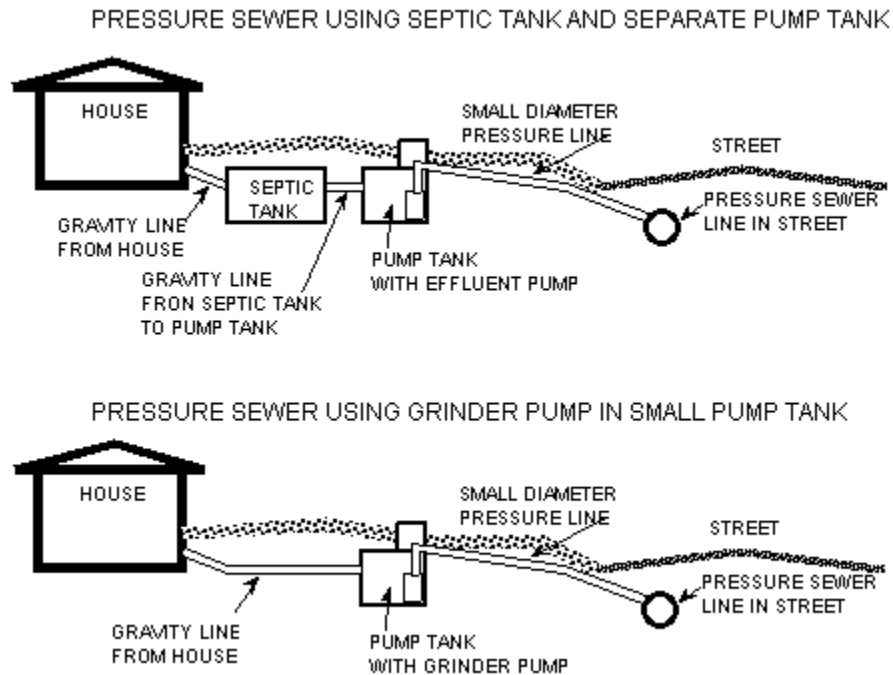 PRESSURE SEWER USING SEPTIC TANK AND SEPARATE PUMP TANK
HOUSE
SMALL DIAMETER
PRESSURE LINE
STREET
SEPTIC
TANK
PRESSURE SEWER
LINE IN STREET
GRAVITY LINE
FROM HOUSE
PUMP TANK
WITH EFFLUENT PUMP
GRAVITY LINE
FRON SEPTIC TANK
TO PUMP TANK
PRESSURE SEWER USING GRINDER PUMP IN SMALL PUMP TANK
HOUSE
SMALL DIAMETER
PRESSURE LINE
STREET
PRESSURE SEWER
LINE IN STREET
GRAVITY LINE
FROM HOUSE
PUMP TANK
WITH GRINDER PUMP